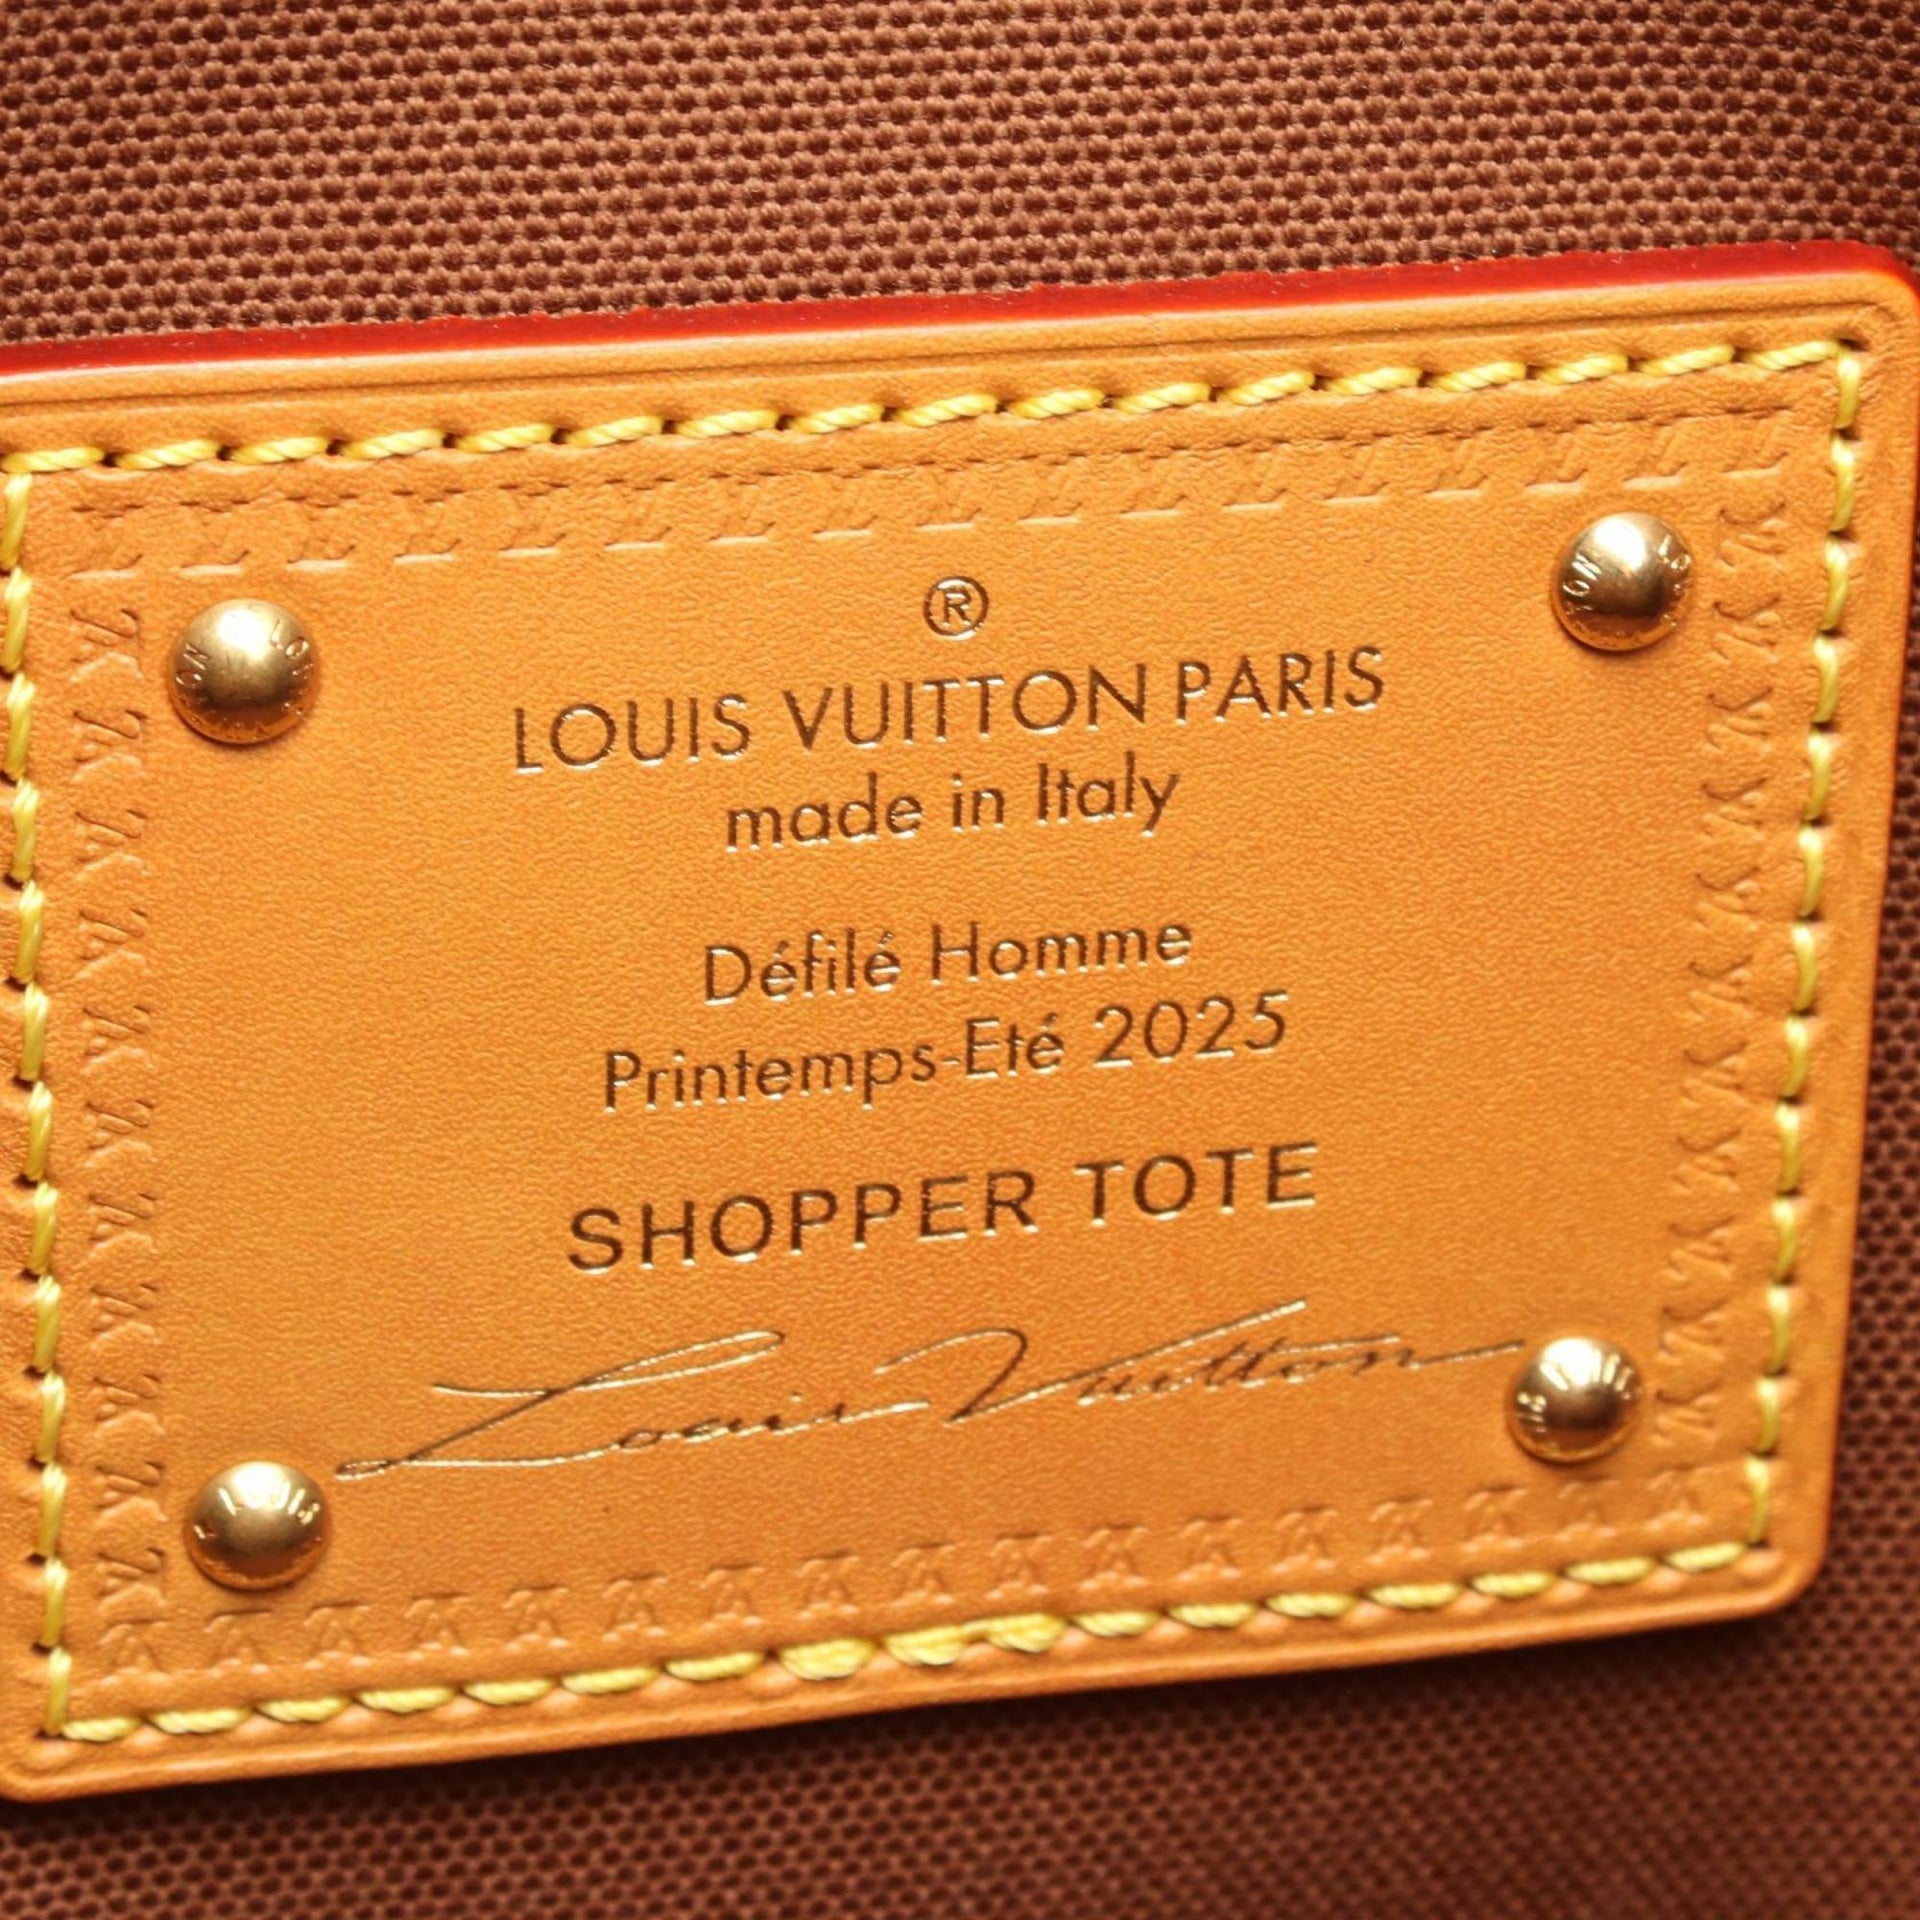 ®
LOUIS VUITTON PARIS
made in Italy
Défilé Homme
Printemps-Eté 2025
SHOPPER TOTE
Louis Vuitton